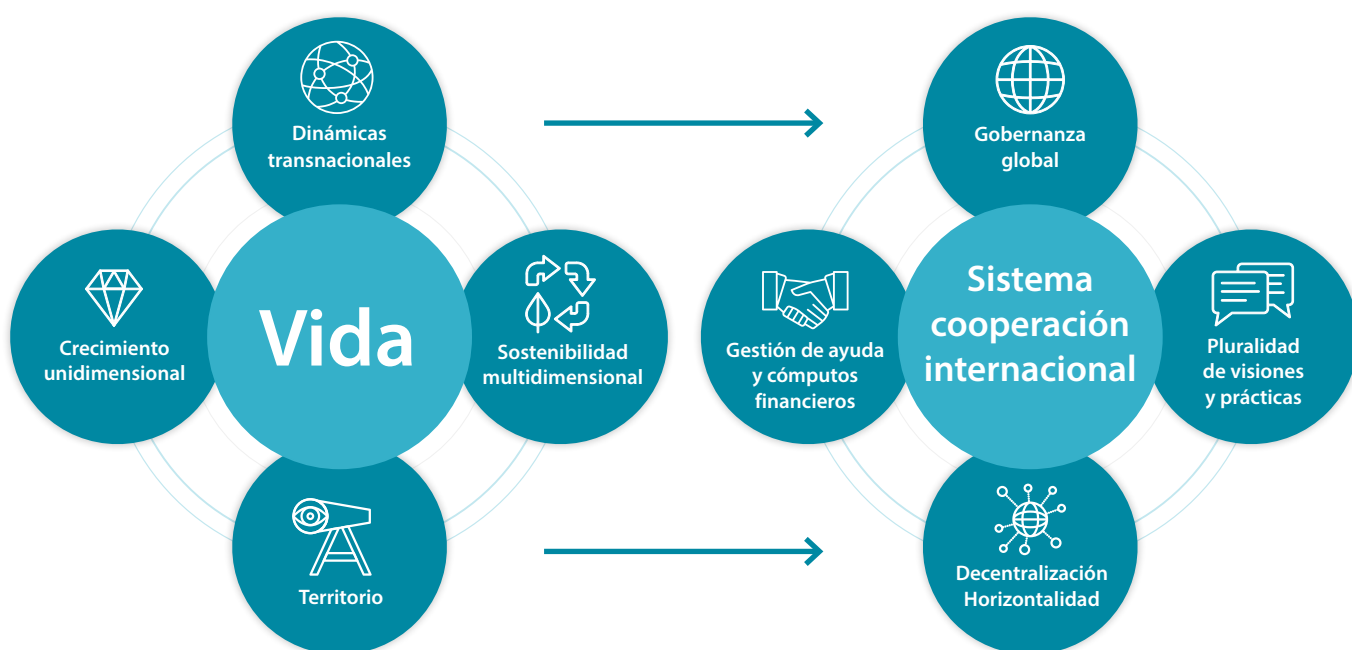 Dinámicas
transnacionales
Crecimiento
unidimensional
Vida
Sostenibilidad
multidimensional
Territorio
Gobernanza
global
Gestión de ayuda
y cómputos
financieros
Sistema
cooperación
internacional
Pluralidad
de visiones
y prácticas
Decentralización
Horizontalidad